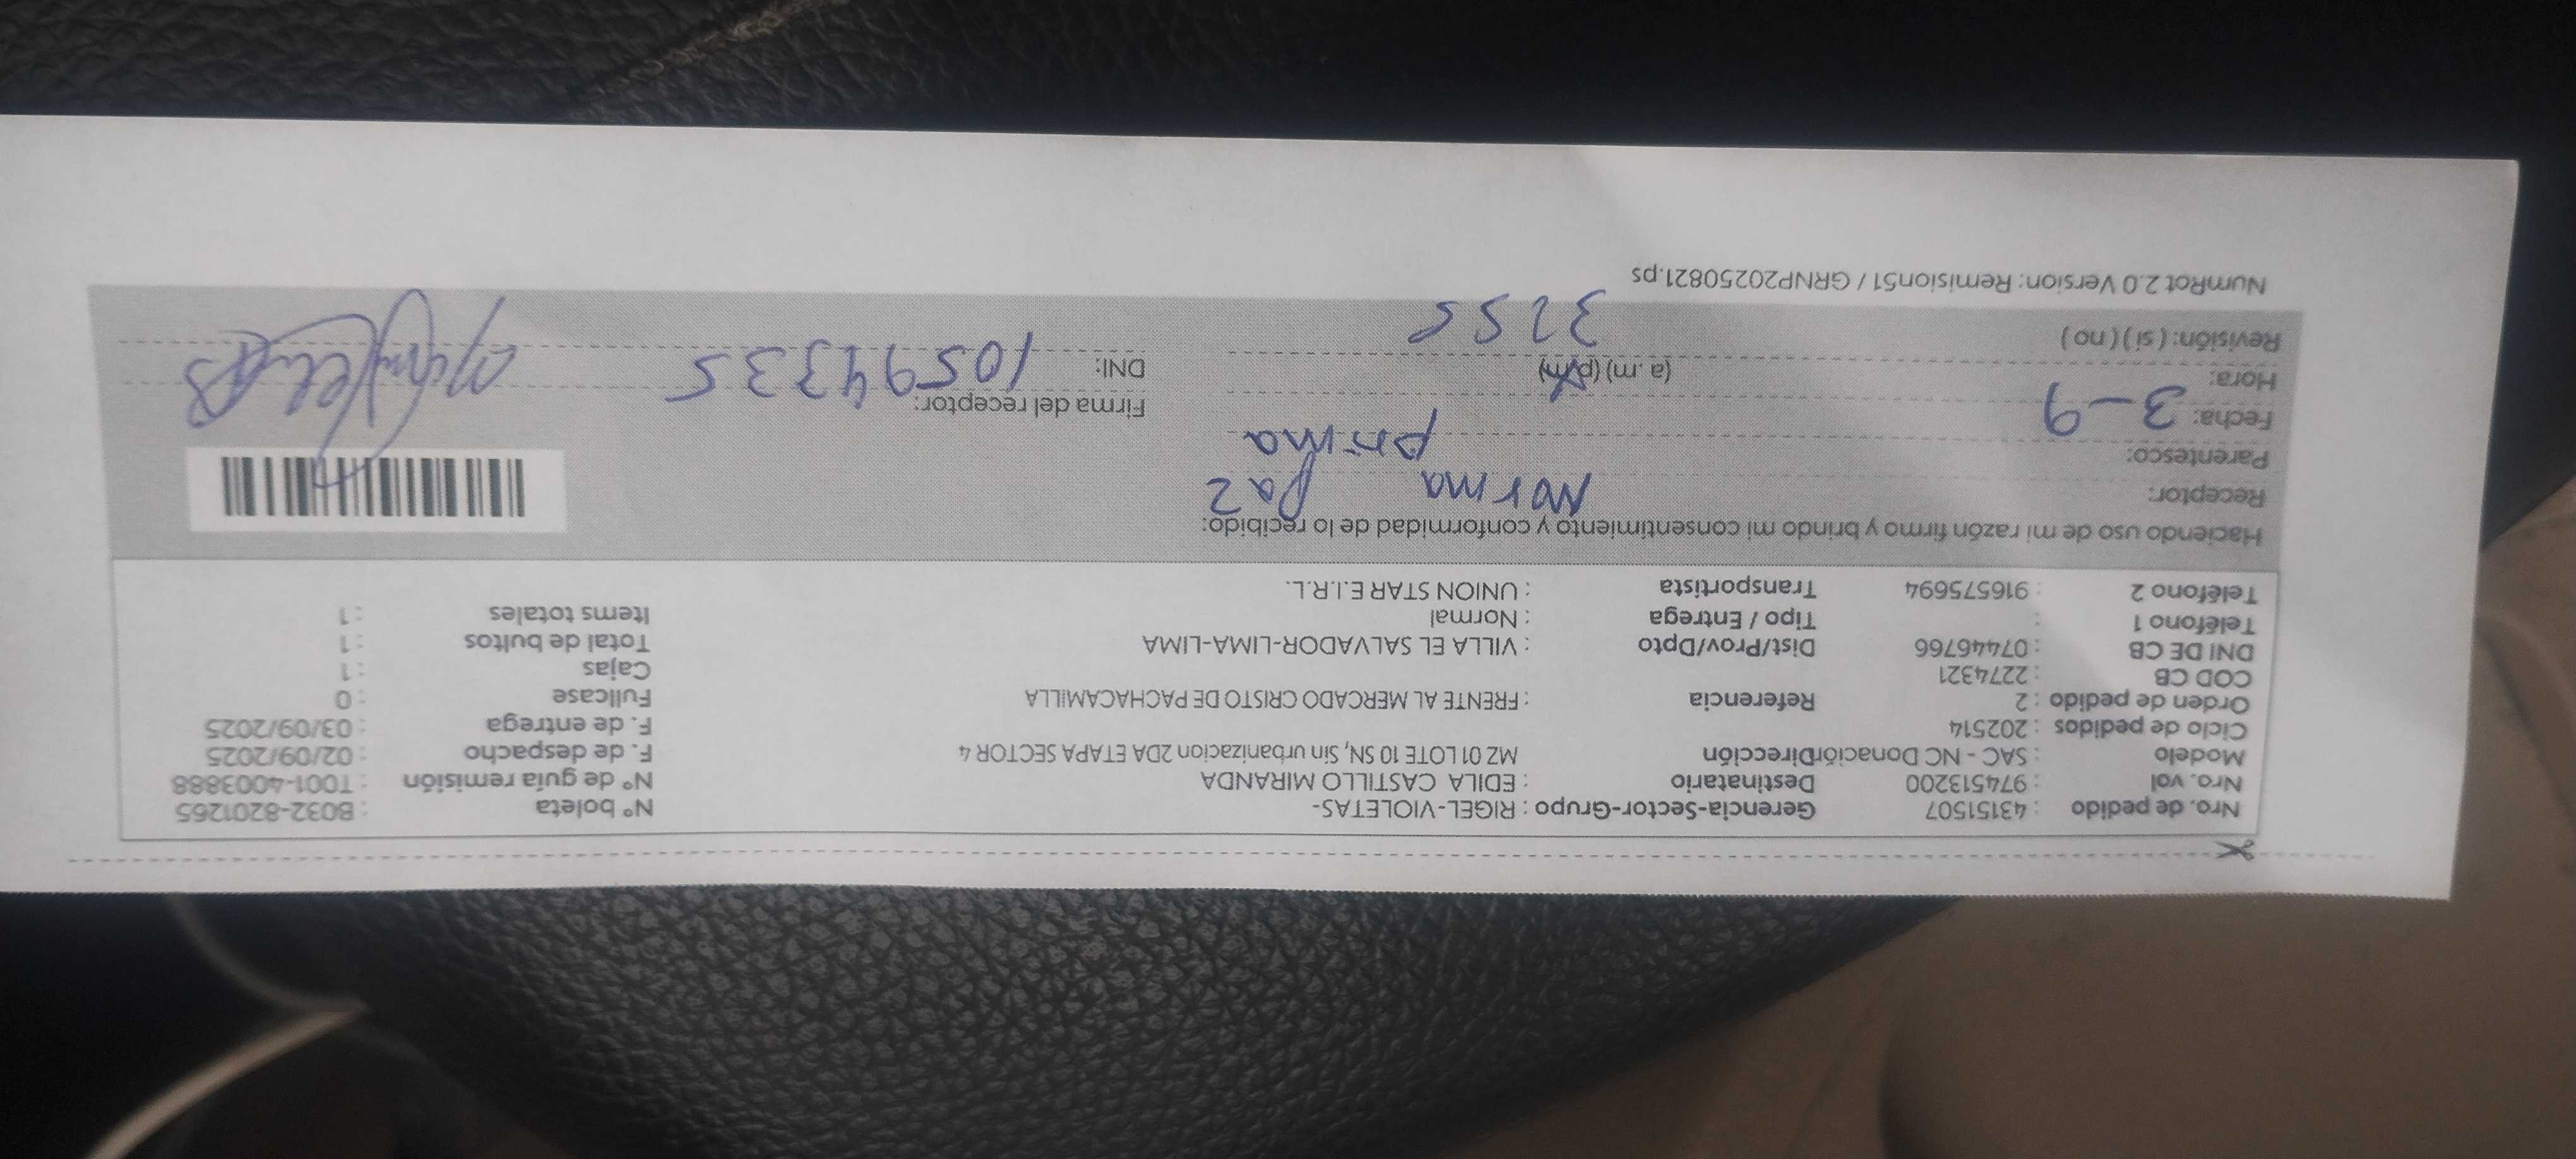 Nro. de pedido : 43151507 Gerencia-Sector-Grupo : RIGEL-VIOLETAS- N° boleta : B032-8201265
Nro. vol : 974513200 Destinatario : EDILA CASTILLO MIRANDA N° de guía remisión : T001-4003888
Modelo : SAC - NC Donación Dirección MZ 01 LOTE 10 SN, Sin urbanizacion 2DA ETAPA SECTOR 4 F. de despacho : 02/09/2025
Ciclo de pedidos : 202514 F. de entrega : 03/09/2025
Orden de pedido : 2 Referencia : FRENTE AL MERCADO CRISTO DE PACHACAMILLA Fullcase : 0
COD CB : 2274321 Cajas : 1
DNI DE CB : 07446766 Dist/Prov/Dpto : VILLA EL SALVADOR-LIMA-LIMA Total de bultos : 1
Teléfono 1 : Tipo / Entrega : Normal Items totales : 1
Teléfono 2 : 916575694 Transportista : UNION STAR E.I.R.L.
Haciendo uso de mi razón firmo y brindo mi consentimiento y conformidad de lo recibido:
Receptor: Norma Paz
Parentesco: prima
Fecha: 3-9 Firma del receptor:
Hora: (a. m) (p.m) DNI: 10594335
Revisión: ( si ) ( no ) 3255
NumRot 2.0 Version: Remision51 / GRNP20250821.ps